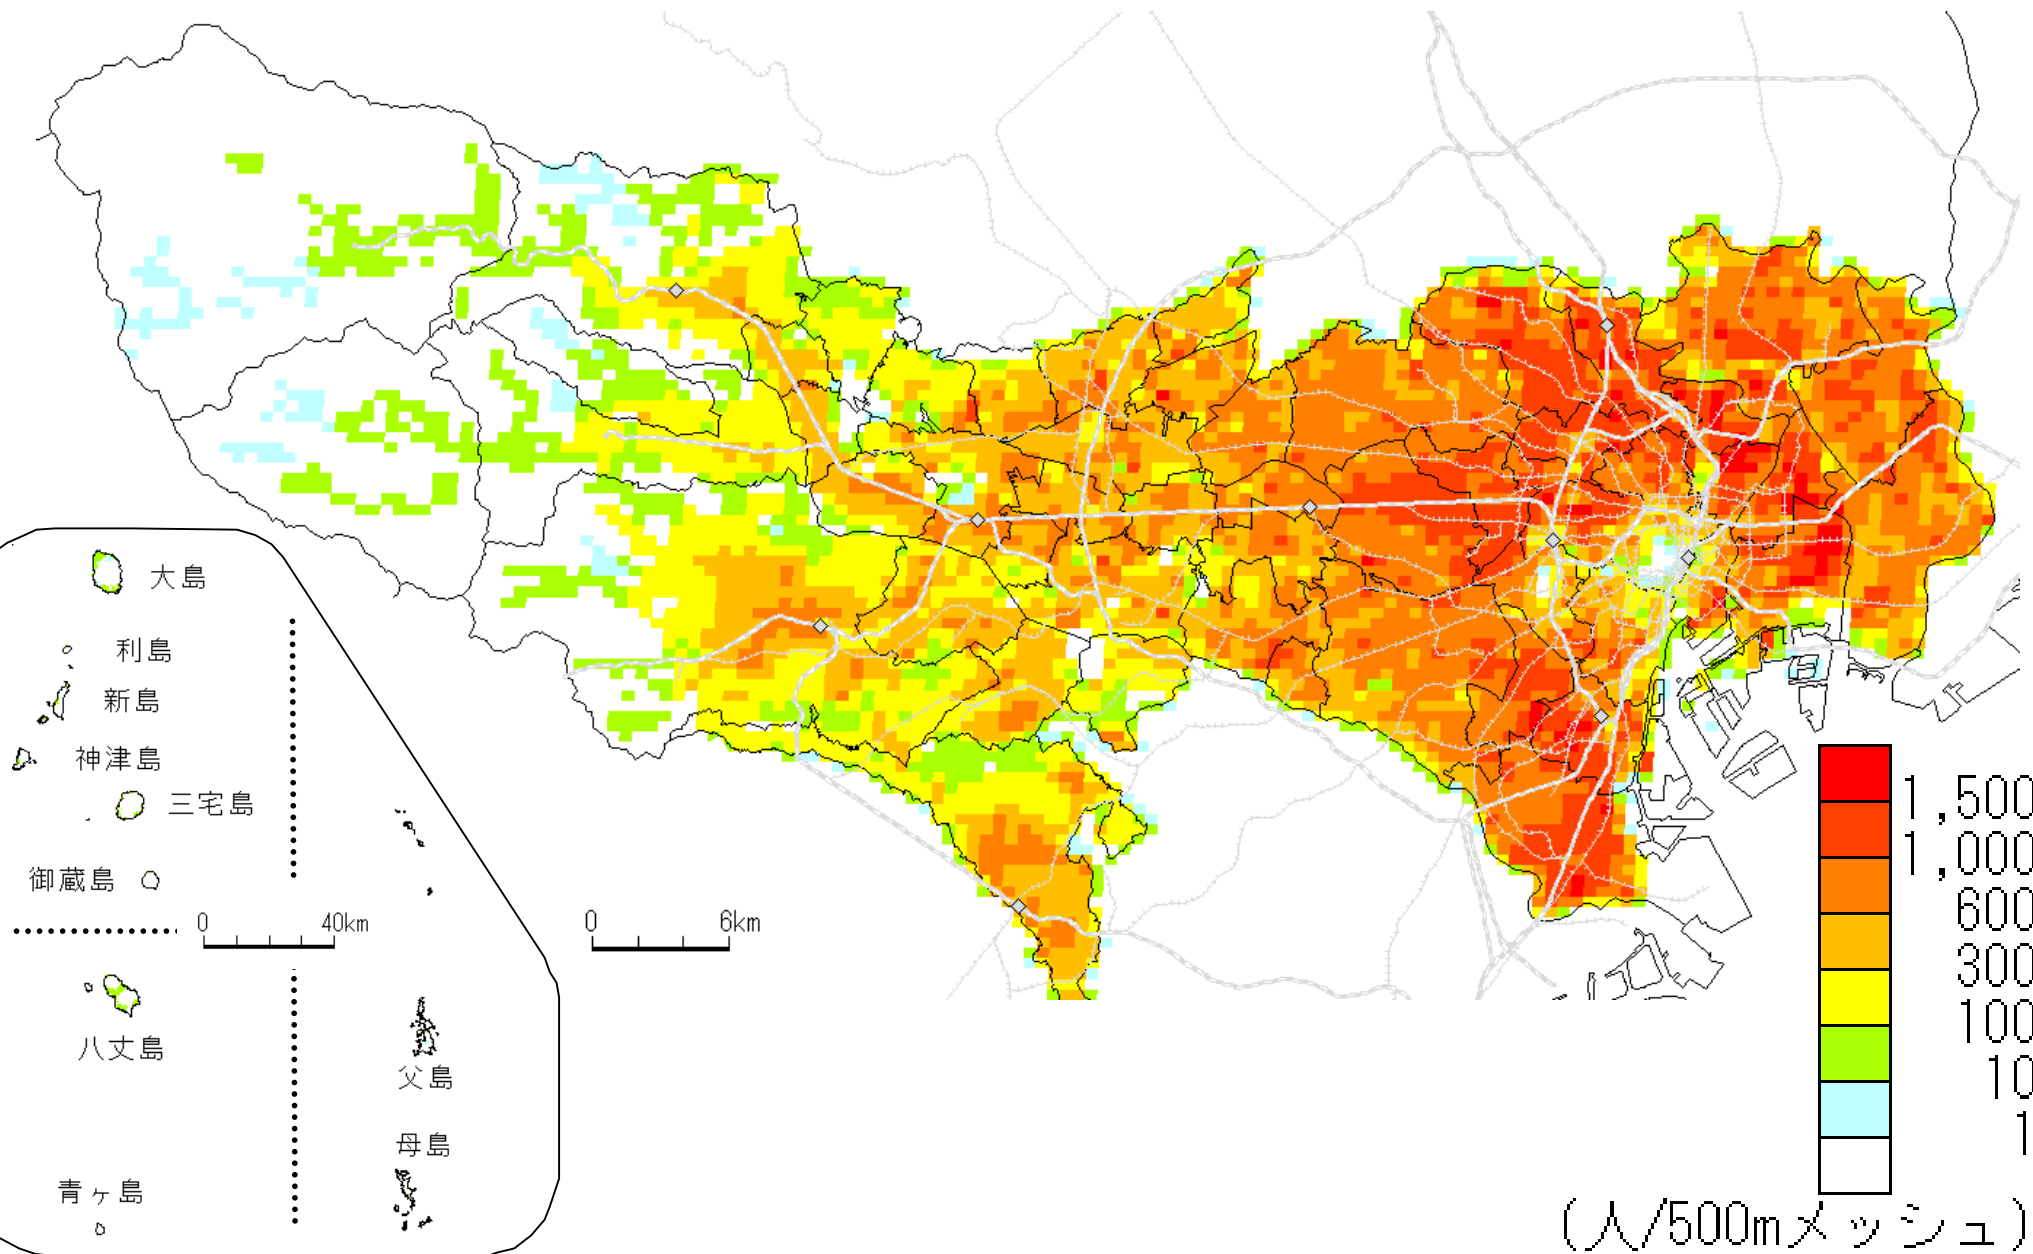 大島
利島
新島
神津島
三宅島
御蔵島
0 40km
0 6km
八丈島
父島
母島
青ヶ島
1,500
1,000
600
300
100
10
1
(人/500mメッシュ)